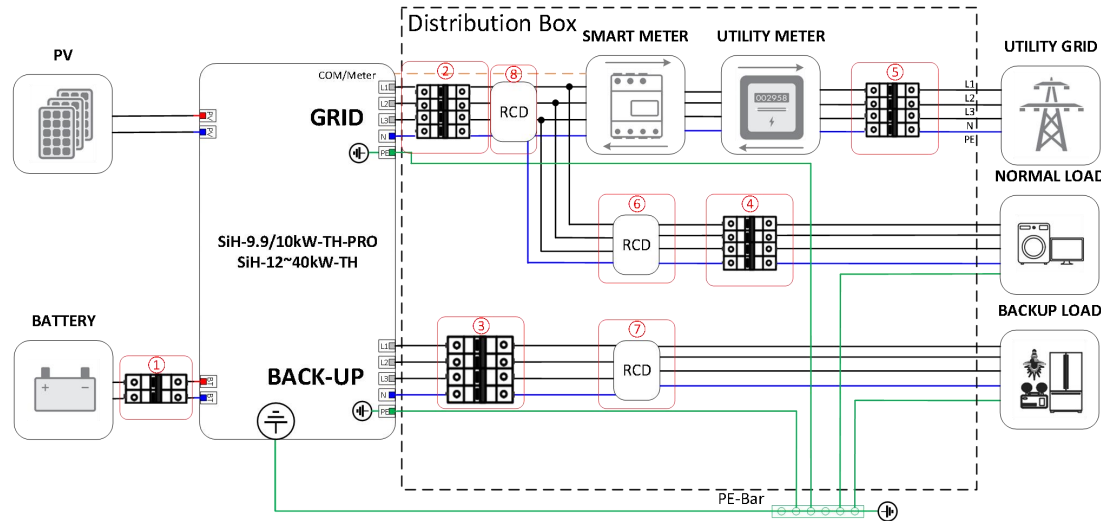 Distribution Box
SMART METER
UTILITY METER
PV
UTILITY GRID
COM/Meter
②
⑧
⑤
L1
L2
L3
N
PE
GRID
RCD
002958
L1
L2
L3
N
PE
NORMAL LOAD
⑥
④
RCD
SiH-9.9/10kW-TH-PRO
SiH-12~40kW-TH
BATTERY
①
+ −
③
⑦
BACKUP LOAD
L1
L2
L3
N
PE
BACK-UP
RCD
PE-Bar